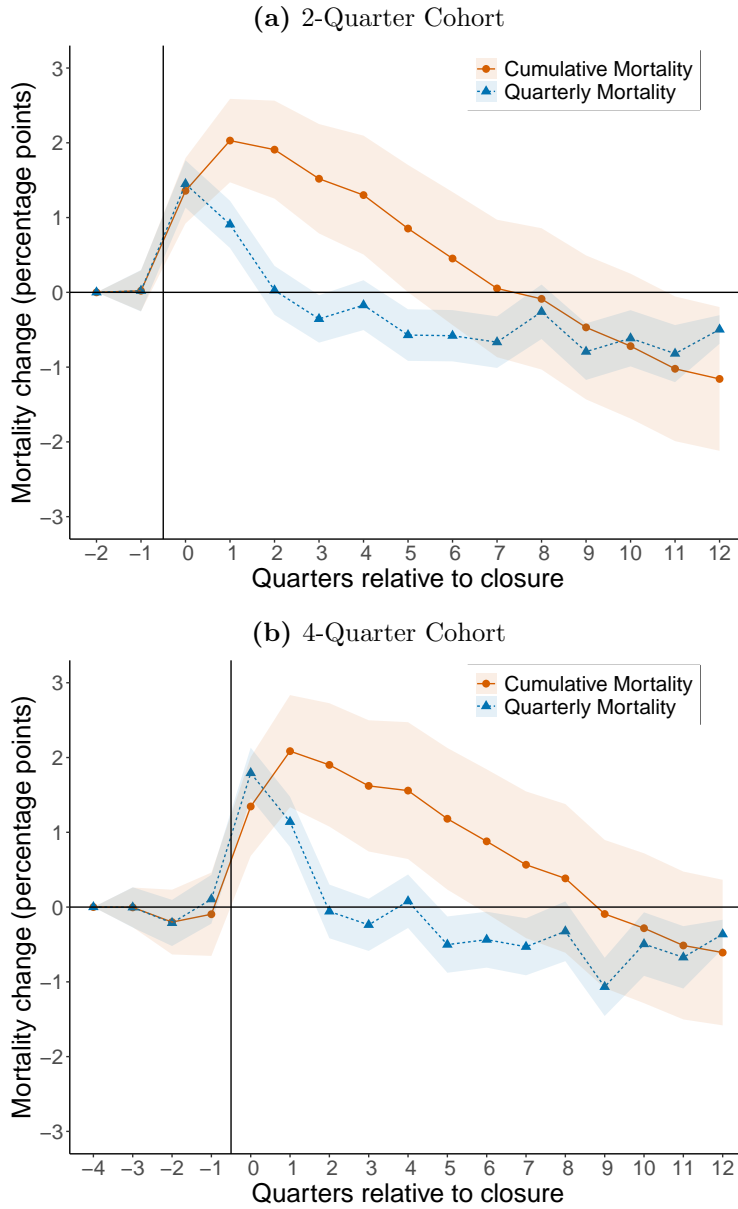 (a) 2-Quarter Cohort
Mortality change (percentage points)
3
2
1
0
−1
−2
−3
Cumulative Mortality
Quarterly Mortality
−2 −1 0 1 2 3 4 5 6 7 8 9 10 11 12
Quarters relative to closure
(b) 4-Quarter Cohort
Mortality change (percentage points)
3
2
1
0
−1
−2
−3
Cumulative Mortality
Quarterly Mortality
−4 −3 −2 −1 0 1 2 3 4 5 6 7 8 9 10 11 12
Quarters relative to closure